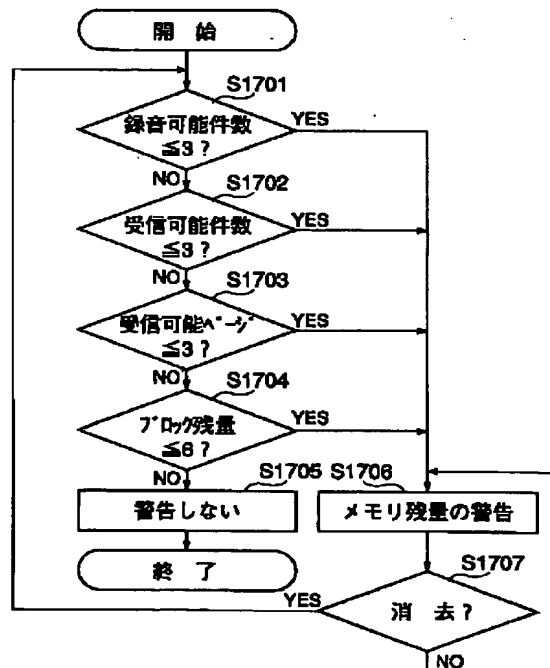 開 始
S1701
録音可能件数
≦3?
YES
NO
S1702
受信可能件数
≦3?
YES
NO
S1703
受信可能ページ
≦3?
YES
NO
S1704
ブロック残量
≦6?
YES
NO
S1705
警告しない
S1706
メモリ残量の警告
終 了
S1707
消 去?
YES
NO